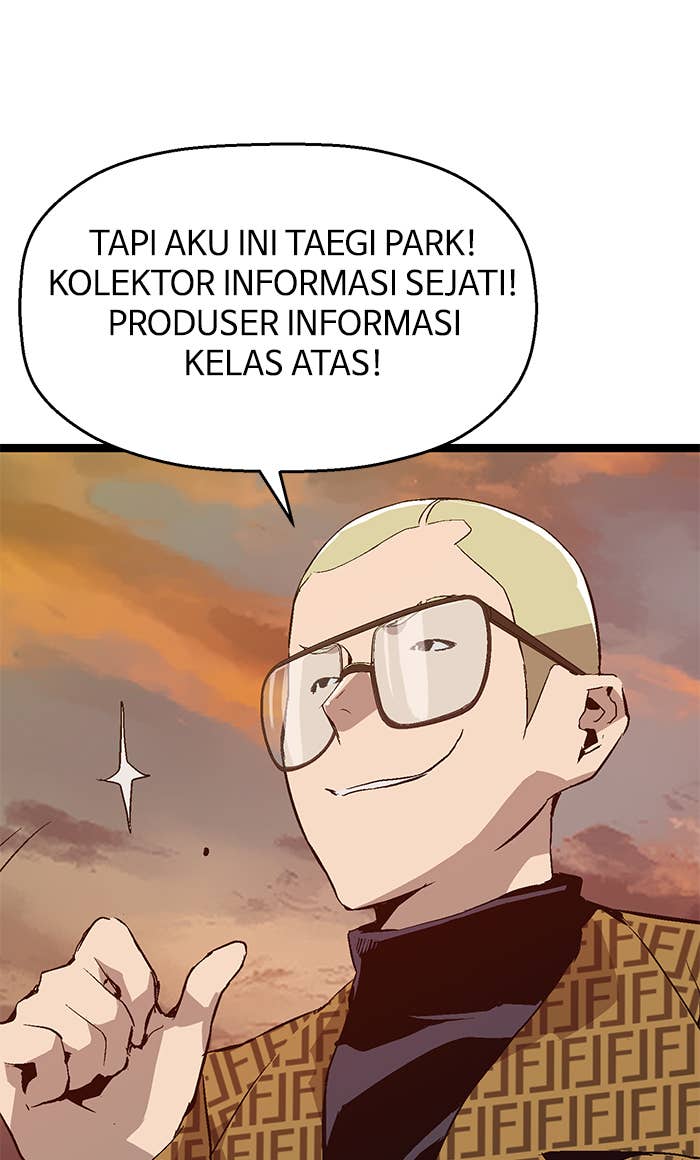 TAPI AKU INI TAEGI PARK!
KOLEKTOR INFORMASI SEJATI!
PRODUSER INFORMASI
KELAS ATAS!